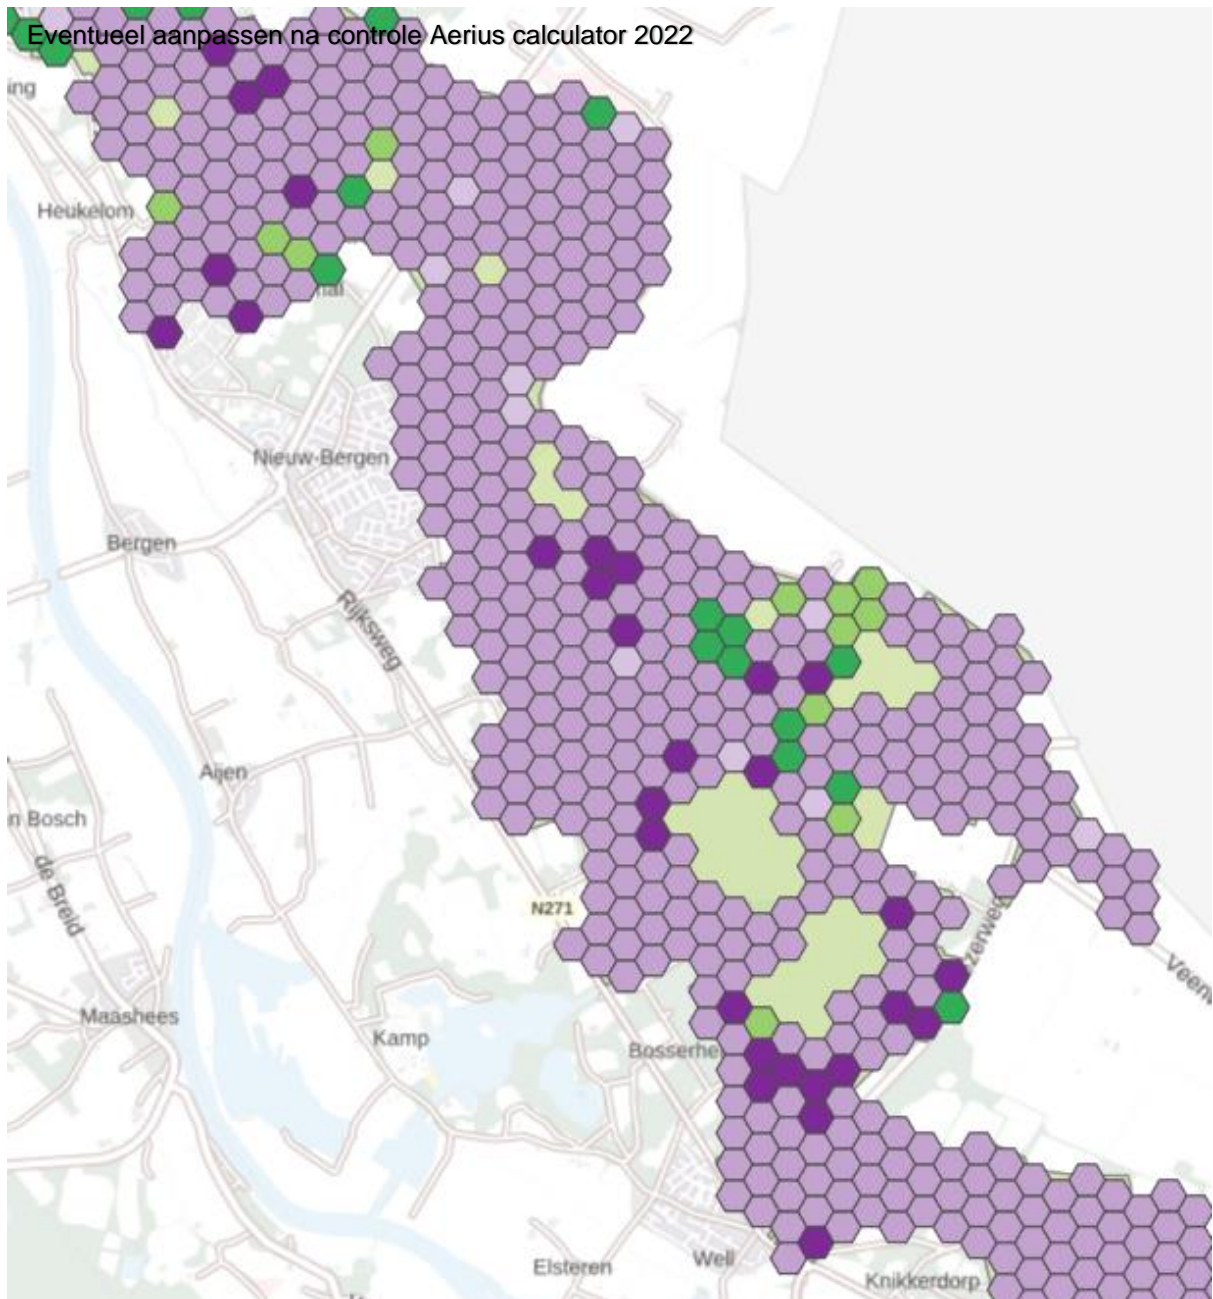 Eventueel aanpassen na controle Aerius calculator 2022
Heukelom
Nieuw-Bergen
Bergen
Rijksweg
Aijen
n Bosch
de Breid
N271
zerweg
Maashees
Kamp
Bosserhe
Elsteren
Well
Knikkerdorp